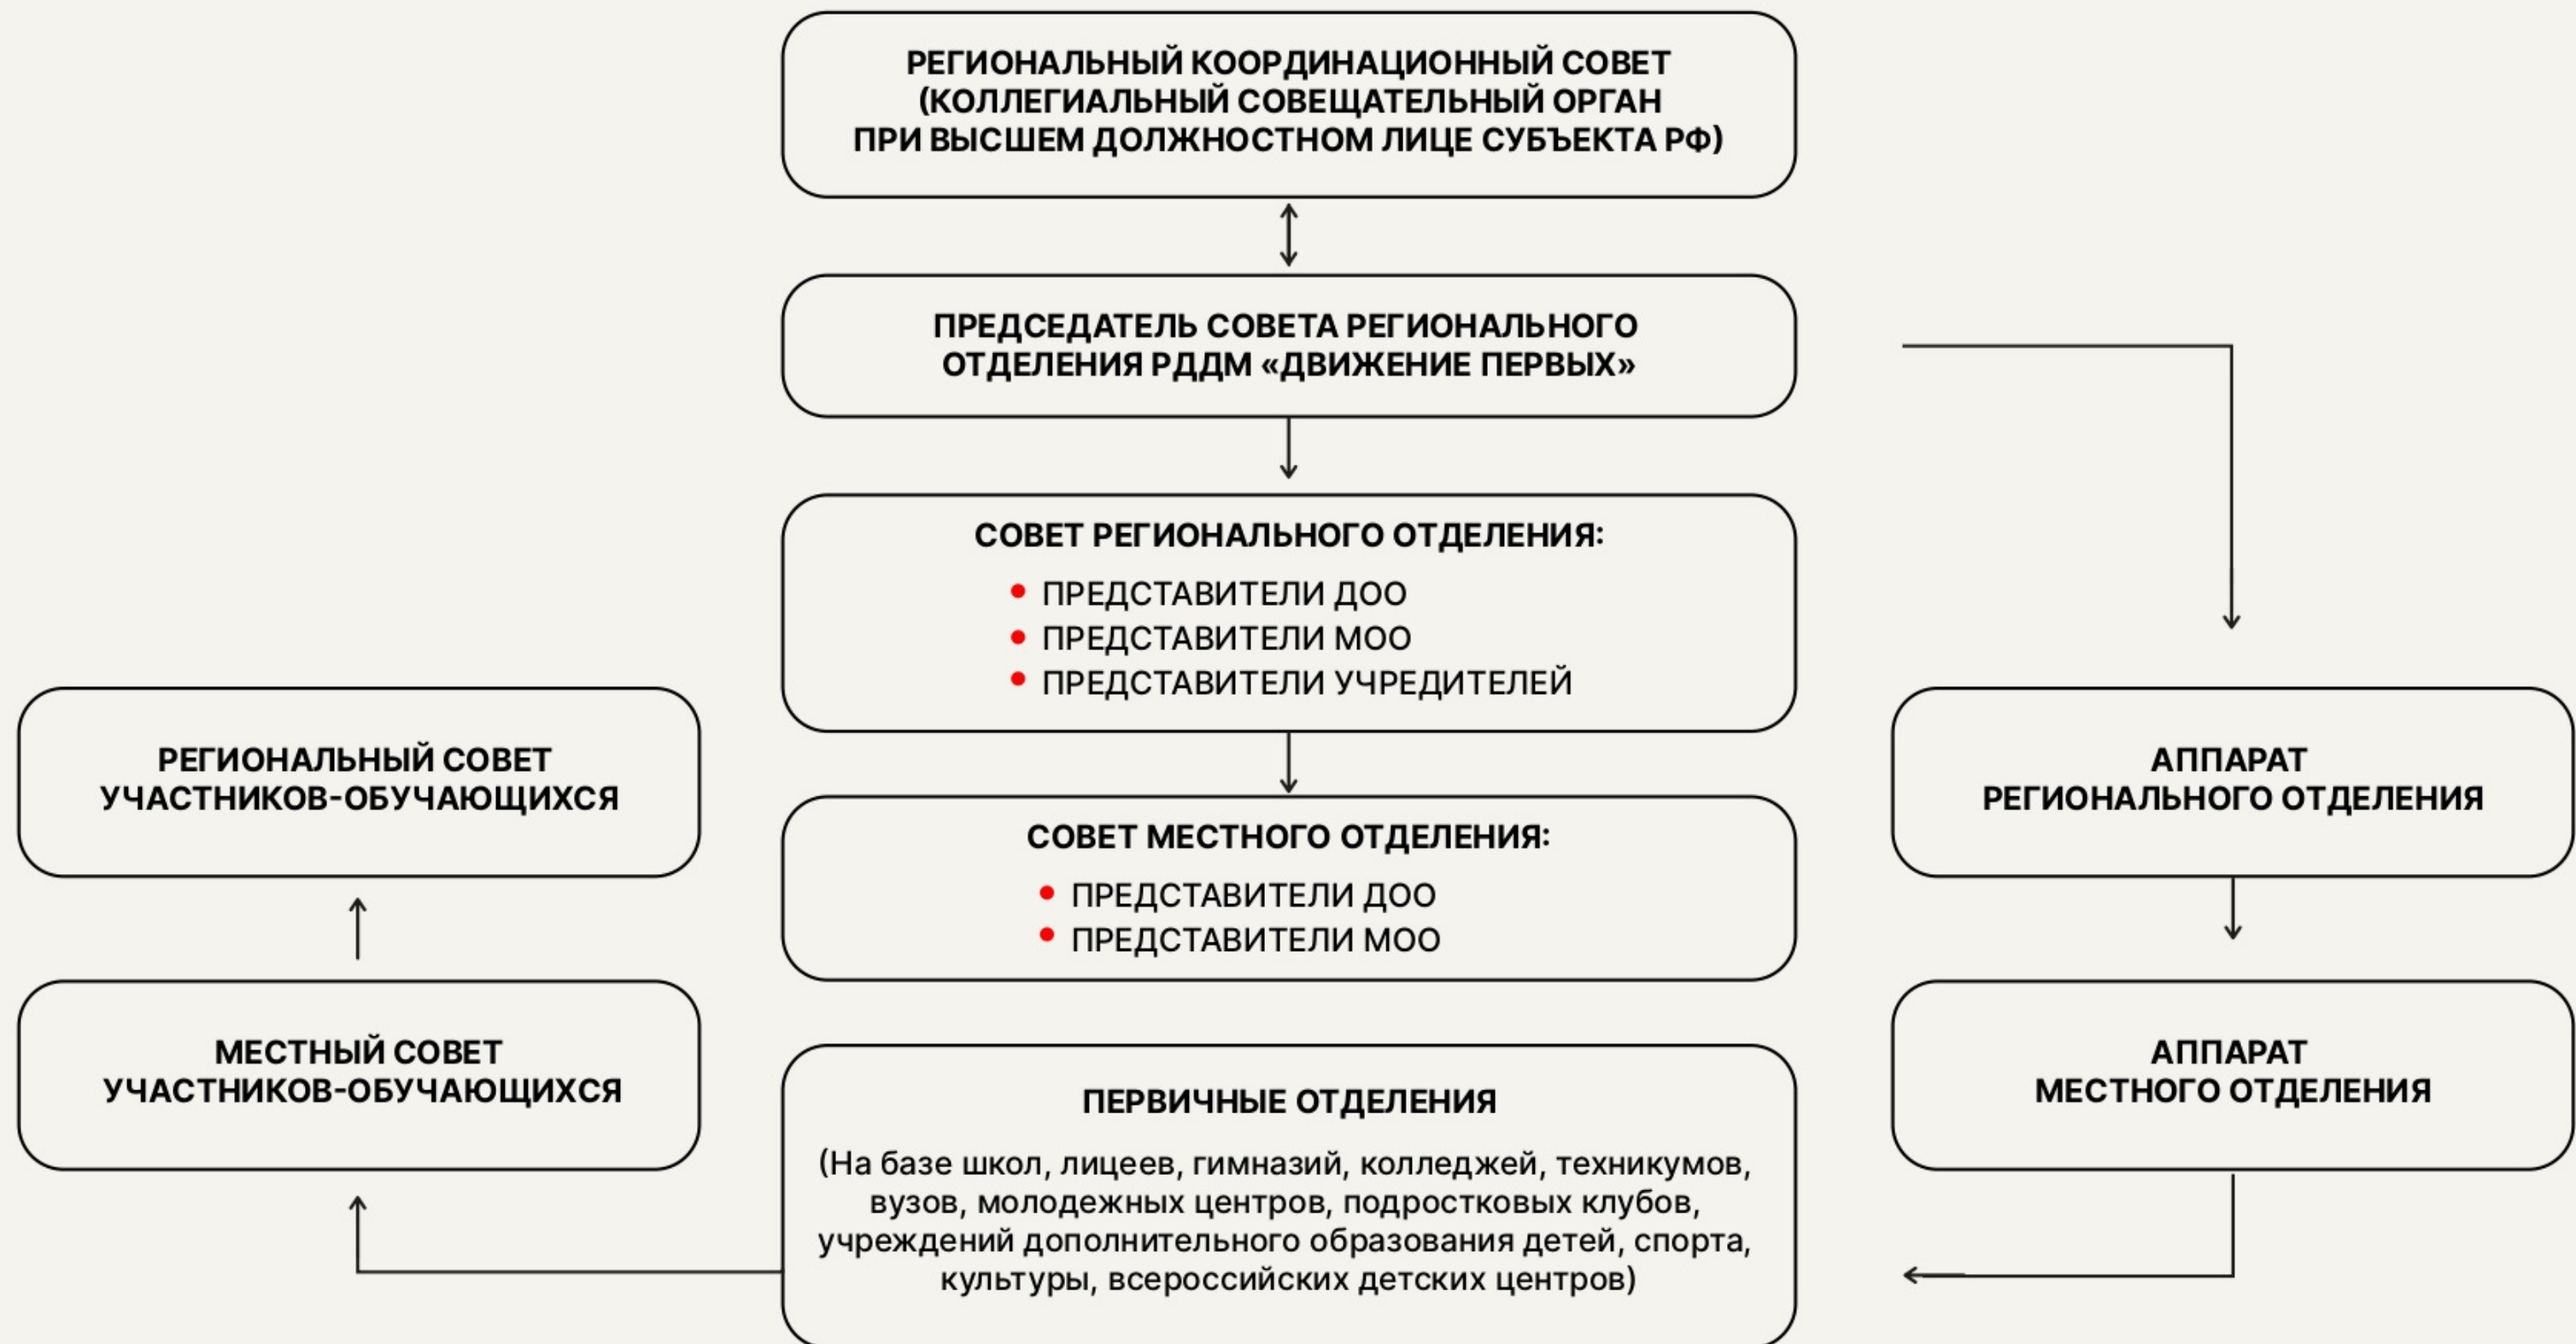 РЕГИОНАЛЬНЫЙ КООРДИНАЦИОННЫЙ СОВЕТ
(КОЛЛЕГИАЛЬНЫЙ СОВЕЩАТЕЛЬНЫЙ ОРГАН
ПРИ ВЫСШЕМ ДОЛЖНОСТНОМ ЛИЦЕ СУБЪЕКТА РФ)
ПРЕДСЕДАТЕЛЬ СОВЕТА РЕГИОНАЛЬНОГО
ОТДЕЛЕНИЯ РДДМ «ДВИЖЕНИЕ ПЕРВЫХ»
СОВЕТ РЕГИОНАЛЬНОГО ОТДЕЛЕНИЯ:
ПРЕДСТАВИТЕЛИ ДОО
ПРЕДСТАВИТЕЛИ МОО
ПРЕДСТАВИТЕЛИ УЧРЕДИТЕЛЕЙ
РЕГИОНАЛЬНЫЙ СОВЕТ
УЧАСТНИКОВ-ОБУЧАЮЩИХСЯ
АППАРАТ
РЕГИОНАЛЬНОГО ОТДЕЛЕНИЯ
СОВЕТ МЕСТНОГО ОТДЕЛЕНИЯ:
ПРЕДСТАВИТЕЛИ ДОО
ПРЕДСТАВИТЕЛИ МОО
МЕСТНЫЙ СОВЕТ
УЧАСТНИКОВ-ОБУЧАЮЩИХСЯ
АППАРАТ
МЕСТНОГО ОТДЕЛЕНИЯ
ПЕРВИЧНЫЕ ОТДЕЛЕНИЯ
(На базе школ, лицеев, гимназий, колледжей, техникумов,
вузов, молодежных центров, подростковых клубов,
учреждений дополнительного образования детей, спорта,
культуры, всероссийских детских центров)